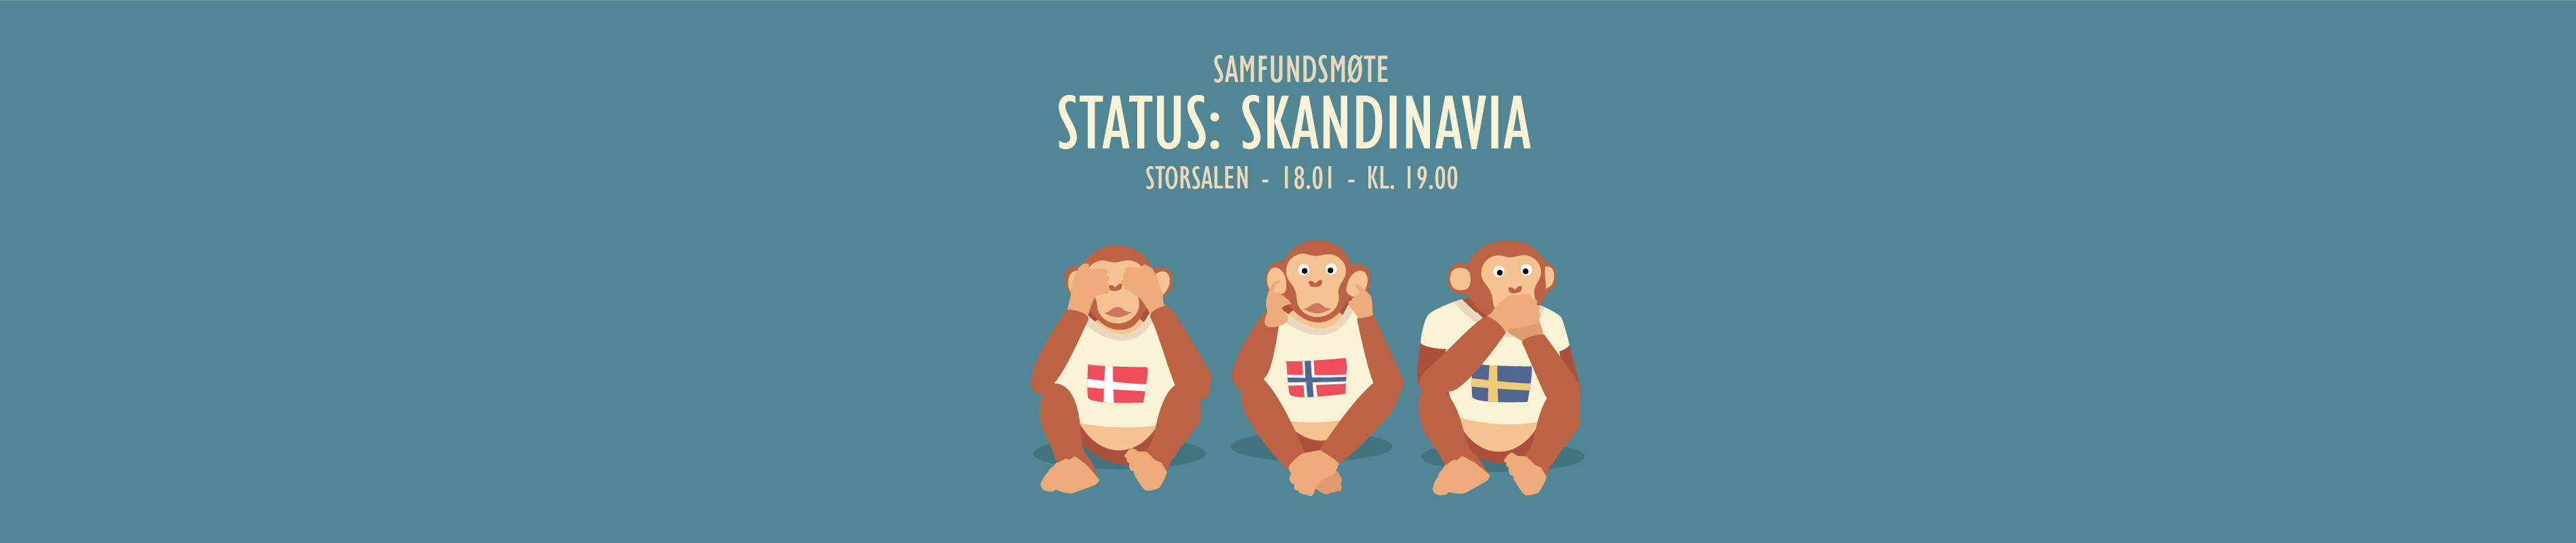 SAMFUNDSMØTE
STATUS: SKANDINAVIA
STORSALEN - 18.01 - KL. 19.00